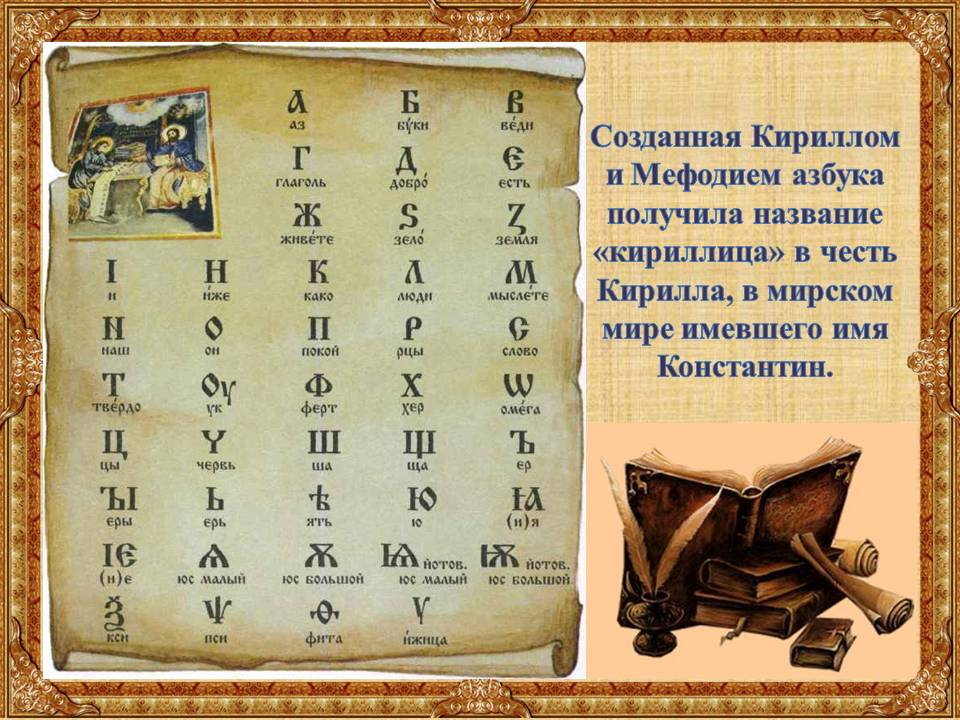 А Б В
аз бу́ки ве́ди
Г Д Є
глаголь добро́ есть
Ж Ѕ З
живе́те зело́ земля
І Н К Л М
и и́же како люди мысле́те
N О П Р С
наш он покой рцы слово
Т Оу Ф Х Ѡ
тве́рдо ук ферт хер оме́га
Ц Ч Ш Щ Ъ
цы червь ша ща ер
Ъı Ь Ѣ Ю Ꙗ
еры ерь ять ю (и)я
Ѥ Ѧ Ѫ Ѩ йотов. Ѭ йотов.
(и)е юс малый юс большой юс малый юс большой
Ѯ Ѱ Ѳ Ѵ
кси пси фита и́жица
Созданная Кириллом
и Мефодием азбука
получила название
«кириллица» в честь
Кирилла, в мирском
мире имевшего имя
Константин.